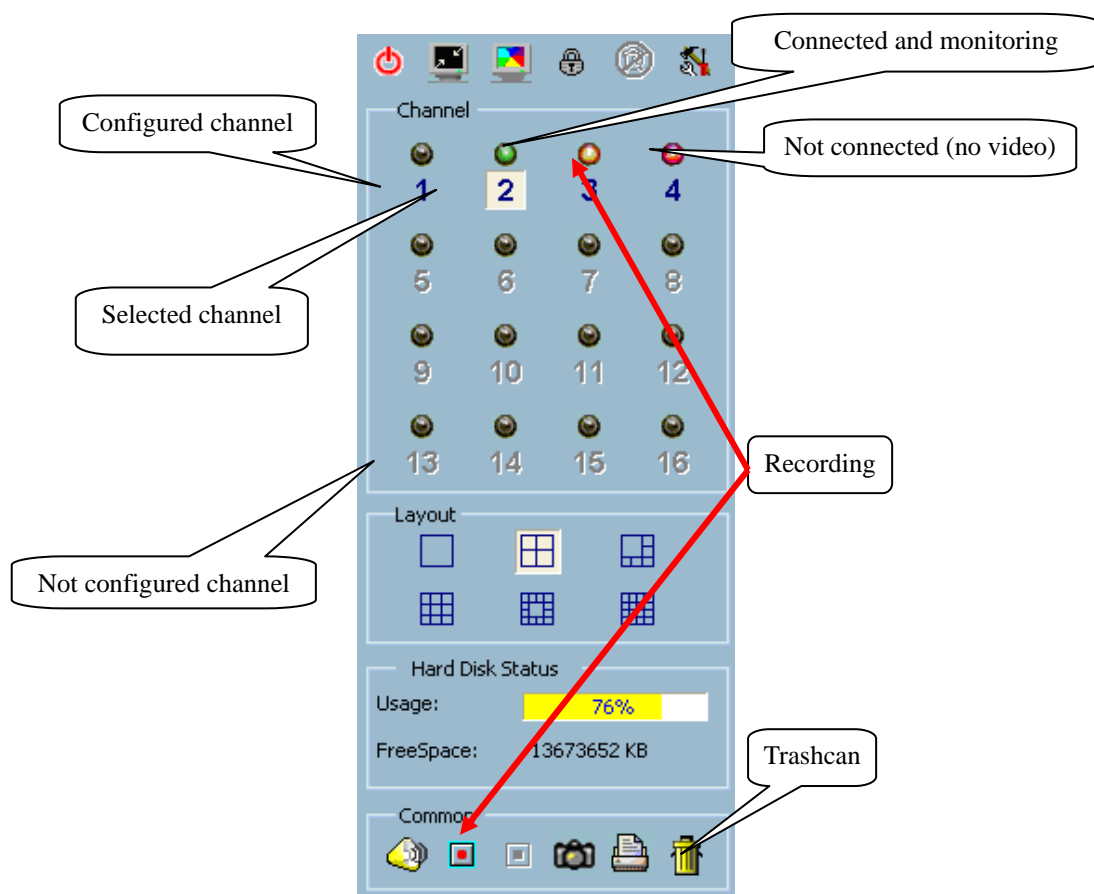 Connected and monitoring
Configured channel
Channel
Not connected (no video)
1 2 3 4
5 6 7 8
Selected channel
9 10 11 12
13 14 15 16
Recording
Layout
Not configured channel
Hard Disk Status
Usage: 76%
FreeSpace: 13673652 KB
Trashcan
Common